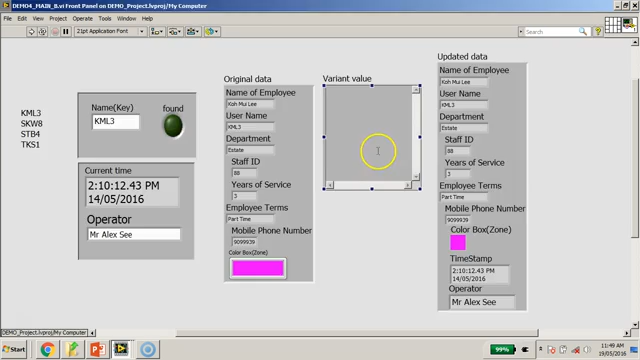 DEMO4_MAIN_B.vi Front Panel on DEMO_Project.lvproj/My Computer
File Edit View Project Operate Tools Window Help
21pt Application Font
Search
KML3
SKW8
STB4
TKS1
Name(Key)
KML3
found
Current time
2:10:12.43 PM
14/05/2016
Operator
Mr Alex See
Original data
Name of Employee
Koh Mui Lee
User Name
KML3
Department
Estate
Staff ID
88
Years of Service
3
Employee Terms
Part Time
Mobile Phone Number
9099939
Color Box(Zone)
Variant value
Updated data
Name of Employee
Koh Mui Lee
User Name
KML3
Department
Estate
Staff ID
88
Years of Service
3
Employee Terms
Part Time
Mobile Phone Number
9099939
Color Box(Zone)
TimeStamp
2:10:12.43 PM
14/05/2016
Operator
Mr Alex See
DEMO_Project.lvproj/My Computer
Start
99%
11:49 AM
19/05/2016